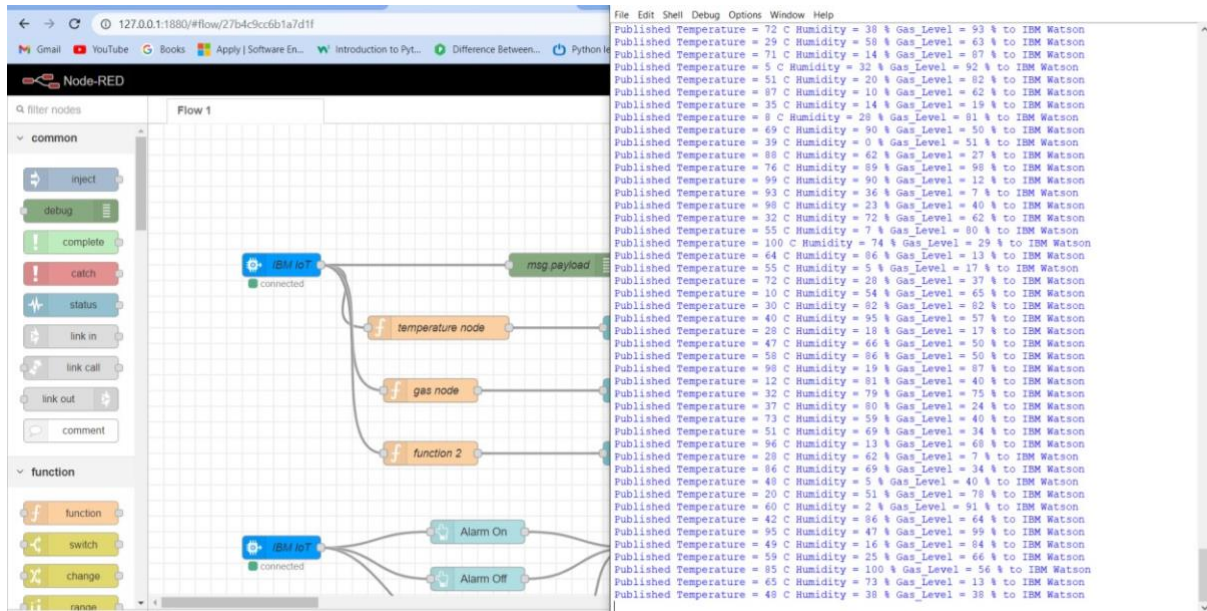 127.0.0.1:1880/#flow/27b4c9cc6b1a7d1f
Gmail YouTube Books Apply | Software En... Introduction to Pyt... Difference Between... Python le
Node-RED
filter nodes
Flow 1
common
inject
debug
complete
catch
status
link in
link call
link out
comment
function
function
switch
change
range
IBM IoT
connected
msg.payload
temperature node
gas node
function 2
IBM IoT
connected
Alarm On
Alarm Off
File Edit Shell Debug Options Window Help
Published Temperature = 72 C Humidity = 38 % Gas_Level = 93 % to IBM Watson
Published Temperature = 29 C Humidity = 58 % Gas_Level = 63 % to IBM Watson
Published Temperature = 71 C Humidity = 14 % Gas_Level = 87 % to IBM Watson
Published Temperature = 5 C Humidity = 32 % Gas_Level = 92 % to IBM Watson
Published Temperature = 51 C Humidity = 20 % Gas_Level = 82 % to IBM Watson
Published Temperature = 87 C Humidity = 10 % Gas_Level = 62 % to IBM Watson
Published Temperature = 35 C Humidity = 14 % Gas_Level = 19 % to IBM Watson
Published Temperature = 8 C Humidity = 28 % Gas_Level = 81 % to IBM Watson
Published Temperature = 69 C Humidity = 90 % Gas_Level = 50 % to IBM Watson
Published Temperature = 39 C Humidity = 0 % Gas_Level = 51 % to IBM Watson
Published Temperature = 88 C Humidity = 62 % Gas_Level = 27 % to IBM Watson
Published Temperature = 76 C Humidity = 89 % Gas_Level = 98 % to IBM Watson
Published Temperature = 99 C Humidity = 90 % Gas_Level = 12 % to IBM Watson
Published Temperature = 93 C Humidity = 36 % Gas_Level = 7 % to IBM Watson
Published Temperature = 98 C Humidity = 23 % Gas_Level = 40 % to IBM Watson
Published Temperature = 32 C Humidity = 72 % Gas_Level = 62 % to IBM Watson
Published Temperature = 55 C Humidity = 7 % Gas_Level = 80 % to IBM Watson
Published Temperature = 100 C Humidity = 74 % Gas_Level = 29 % to IBM Watson
Published Temperature = 64 C Humidity = 86 % Gas_Level = 13 % to IBM Watson
Published Temperature = 55 C Humidity = 5 % Gas_Level = 17 % to IBM Watson
Published Temperature = 72 C Humidity = 28 % Gas_Level = 37 % to IBM Watson
Published Temperature = 10 C Humidity = 54 % Gas_Level = 65 % to IBM Watson
Published Temperature = 30 C Humidity = 82 % Gas_Level = 82 % to IBM Watson
Published Temperature = 40 C Humidity = 95 % Gas_Level = 57 % to IBM Watson
Published Temperature = 28 C Humidity = 18 % Gas_Level = 17 % to IBM Watson
Published Temperature = 47 C Humidity = 66 % Gas_Level = 50 % to IBM Watson
Published Temperature = 58 C Humidity = 86 % Gas_Level = 50 % to IBM Watson
Published Temperature = 98 C Humidity = 19 % Gas_Level = 87 % to IBM Watson
Published Temperature = 12 C Humidity = 81 % Gas_Level = 40 % to IBM Watson
Published Temperature = 32 C Humidity = 79 % Gas_Level = 75 % to IBM Watson
Published Temperature = 37 C Humidity = 80 % Gas_Level = 24 % to IBM Watson
Published Temperature = 73 C Humidity = 59 % Gas_Level = 40 % to IBM Watson
Published Temperature = 51 C Humidity = 69 % Gas_Level = 34 % to IBM Watson
Published Temperature = 96 C Humidity = 13 % Gas_Level = 68 % to IBM Watson
Published Temperature = 28 C Humidity = 62 % Gas_Level = 7 % to IBM Watson
Published Temperature = 86 C Humidity = 69 % Gas_Level = 34 % to IBM Watson
Published Temperature = 48 C Humidity = 5 % Gas_Level = 40 % to IBM Watson
Published Temperature = 20 C Humidity = 51 % Gas_Level = 78 % to IBM Watson
Published Temperature = 60 C Humidity = 2 % Gas_Level = 91 % to IBM Watson
Published Temperature = 42 C Humidity = 86 % Gas_Level = 64 % to IBM Watson
Published Temperature = 95 C Humidity = 47 % Gas_Level = 99 % to IBM Watson
Published Temperature = 49 C Humidity = 16 % Gas_Level = 84 % to IBM Watson
Published Temperature = 59 C Humidity = 25 % Gas_Level = 66 % to IBM Watson
Published Temperature = 85 C Humidity = 100 % Gas_Level = 56 % to IBM Watson
Published Temperature = 65 C Humidity = 73 % Gas_Level = 13 % to IBM Watson
Published Temperature = 48 C Humidity = 38 % Gas_Level = 38 % to IBM Watson